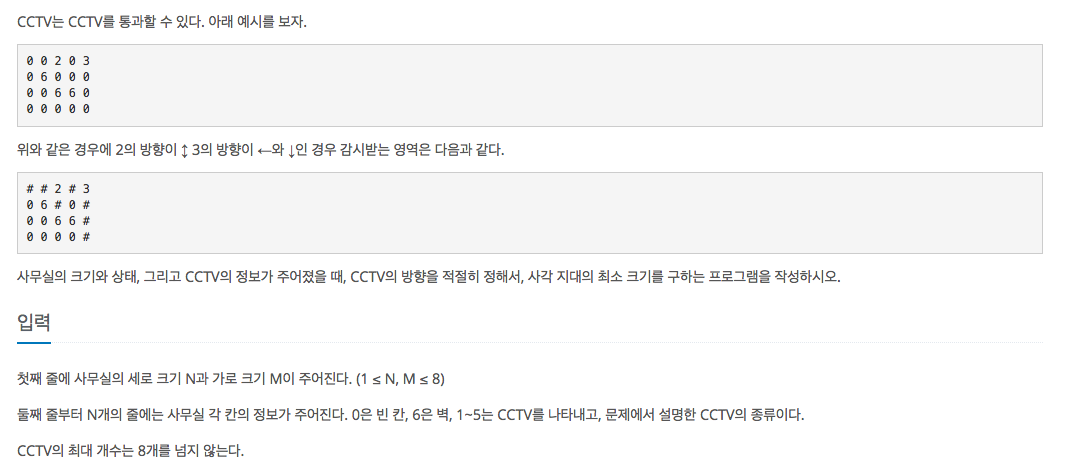 CCTV는 CCTV를 통과할 수 있다. 아래 예시를 보자.
0 0 2 0 3
0 6 0 0 0
0 0 6 6 0
0 0 0 0 0
위와 같은 경우에 2의 방향이 ↕ 3의 방향이 ←와 ↓인 경우 감시받는 영역은 다음과 같다.
# # 2 # 3
0 6 # 0 #
0 0 6 6 #
0 0 0 0 #
사무실의 크기와 상태, 그리고 CCTV의 정보가 주어졌을 때, CCTV의 방향을 적절히 정해서, 사각 지대의 최소 크기를 구하는 프로그램을 작성하시오.
입력
첫째 줄에 사무실의 세로 크기 N과 가로 크기 M이 주어진다. (1 ≤ N, M ≤ 8)
둘째 줄부터 N개의 줄에는 사무실 각 칸의 정보가 주어진다. 0은 빈 칸, 6은 벽, 1~5는 CCTV를 나타내고, 문제에서 설명한 CCTV의 종류이다.
CCTV의 최대 개수는 8개를 넘지 않는다.